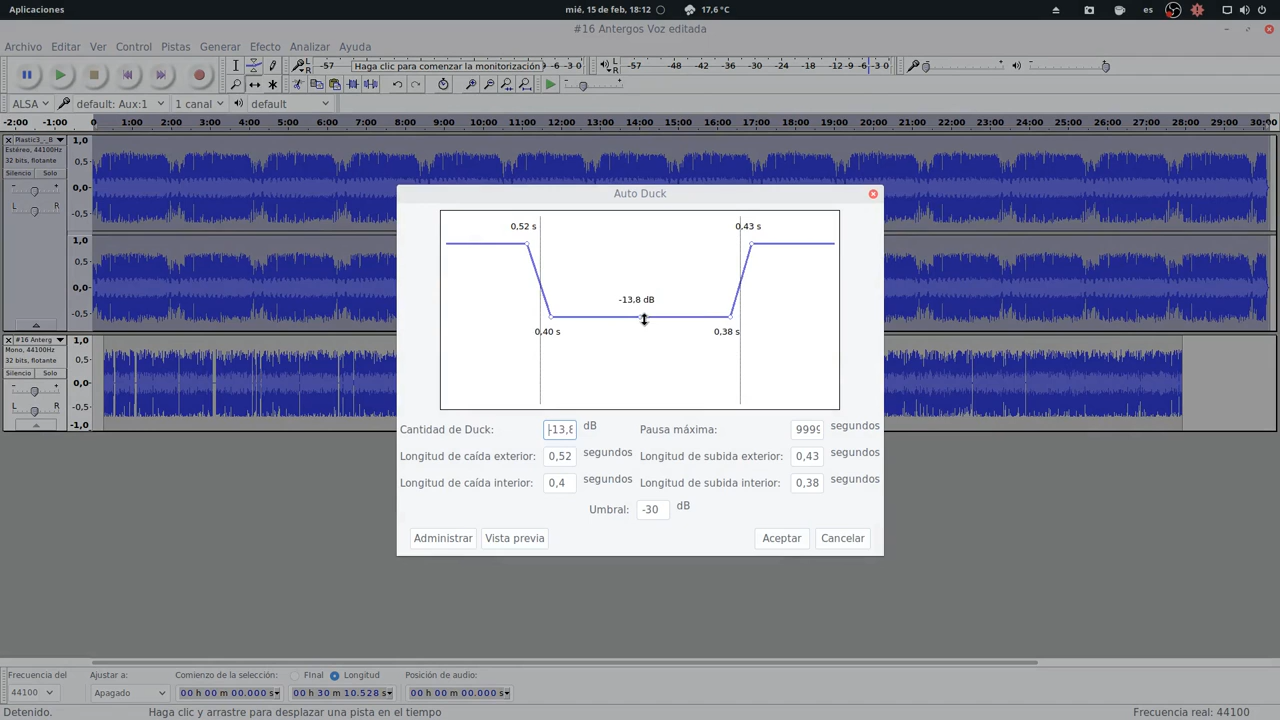 Aplicaciones
mié, 15 de feb, 18:12
17,6 °C
es
#16 Antergos Voz editada
Archivo Editar Ver Control Pistas Generar Efecto Analizar Ayuda
L
R
-57 Haga clic para comenzar la monitorización -6 -3 0
L
R
-57 -48 -42 -36 -30 -24 -18 -12 -9 -6 -3 0
ALSA default: Aux:1 1 canal default
-2:00 -1:00 0 1:00 2:00 3:00 4:00 5:00 6:00 7:00 8:00 9:00 10:00 11:00 12:00 13:00 14:00 15:00 16:00 17:00 18:00 19:00 20:00 21:00 22:00 23:00 24:00 25:00 26:00 27:00 28:00 29:00 30:00
Plastic3_-_B
Estéreo, 44100Hz
32 bits, flotante
Silencio Solo
- +
L R
1,0
0,5
0,0
-0,5
1,0
1,0
0,5
0,0
-0,5
-1,0
#16 Anterg
Mono, 44100Hz
32 bits, flotante
Silencio Solo
- +
L R
1,0
0,5
0,0
-0,5
-1,0
Auto Duck
0,52 s
0,43 s
-13,8 dB
0,40 s
0,38 s
Cantidad de Duck: -13,8 dB Pausa máxima: 9999 segundos
Longitud de caída exterior: 0,52 segundos Longitud de subida exterior: 0,43 segundos
Longitud de caída interior: 0,4 segundos Longitud de subida interior: 0,38 segundos
Umbral: -30 dB
Administrar Vista previa Aceptar Cancelar
Frecuencia del Ajustar a: Comienzo de la selección: FInal Longitud Posición de audio:
44100 Apagado 00 h 00 m 00.000 s 00 h 30 m 10.528 s 00 h 00 m 00.000 s
Detenido. Haga clic y arrastre para desplazar una pista en el tiempo Frecuencia real: 44100